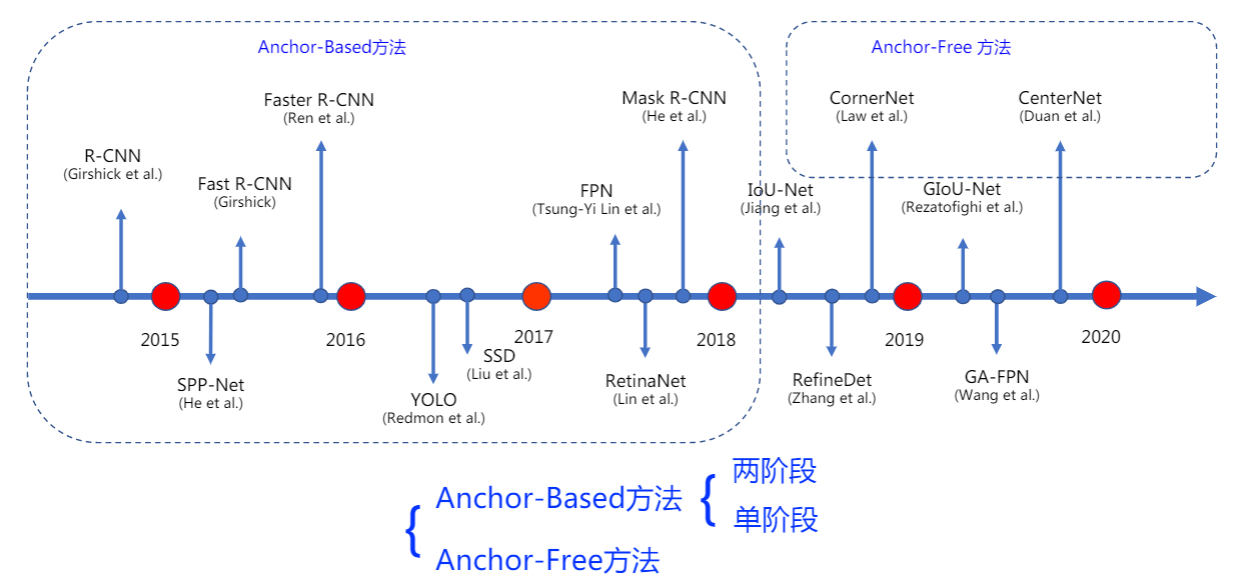 Anchor-Based方法
Anchor-Free 方法
Faster R-CNN
(Ren et al.)
Mask R-CNN
(He et al.)
CornerNet
(Law et al.)
CenterNet
(Duan et al.)
R-CNN
(Girshick et al.)
Fast R-CNN
(Girshick)
FPN
(Tsung-Yi Lin et al.)
IoU-Net
(Jiang et al.)
GIoU-Net
(Rezatofighi et al.)
2015
2016
2017
2018
2019
2020
SPP-Net
(He et al.)
YOLO
(Redmon et al.)
SSD
(Liu et al.)
RetinaNet
(Lin et al.)
RefineDet
(Zhang et al.)
GA-FPN
(Wang et al.)
Anchor-Based方法
两阶段
单阶段
Anchor-Free方法